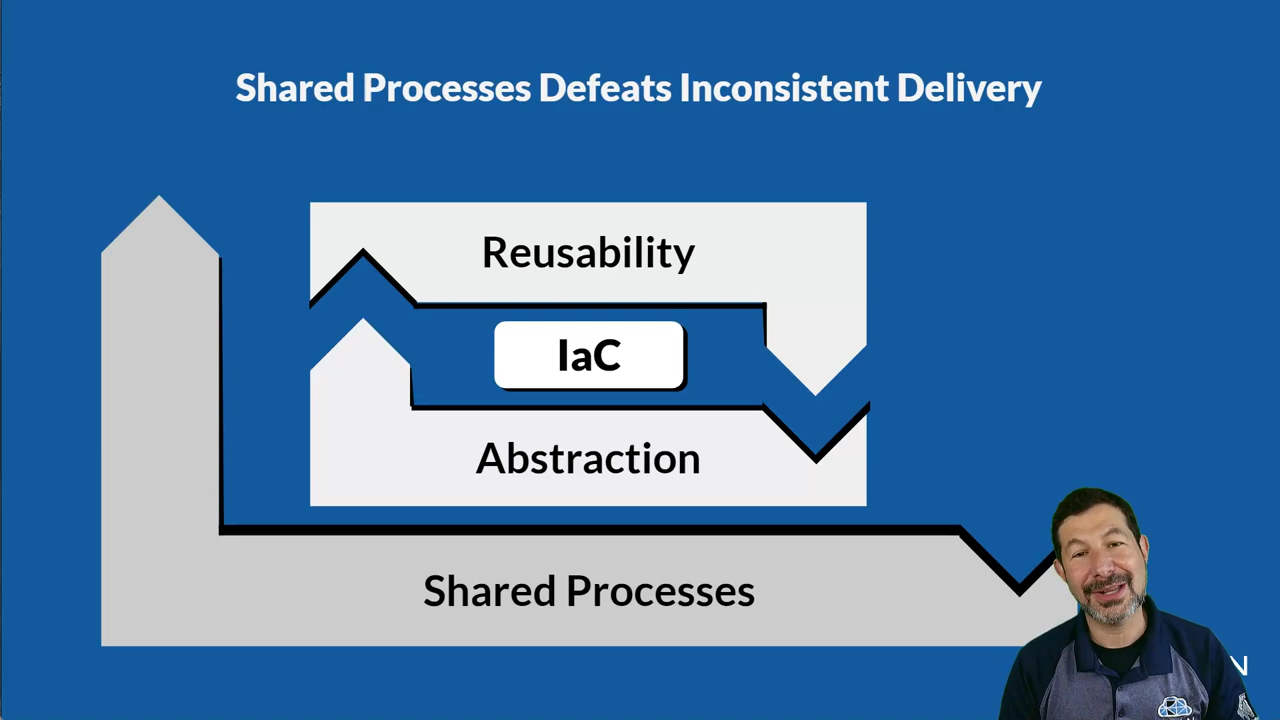 Shared Processes Defeats Inconsistent Delivery
Reusability
IaC
Abstraction
Shared Processes
N